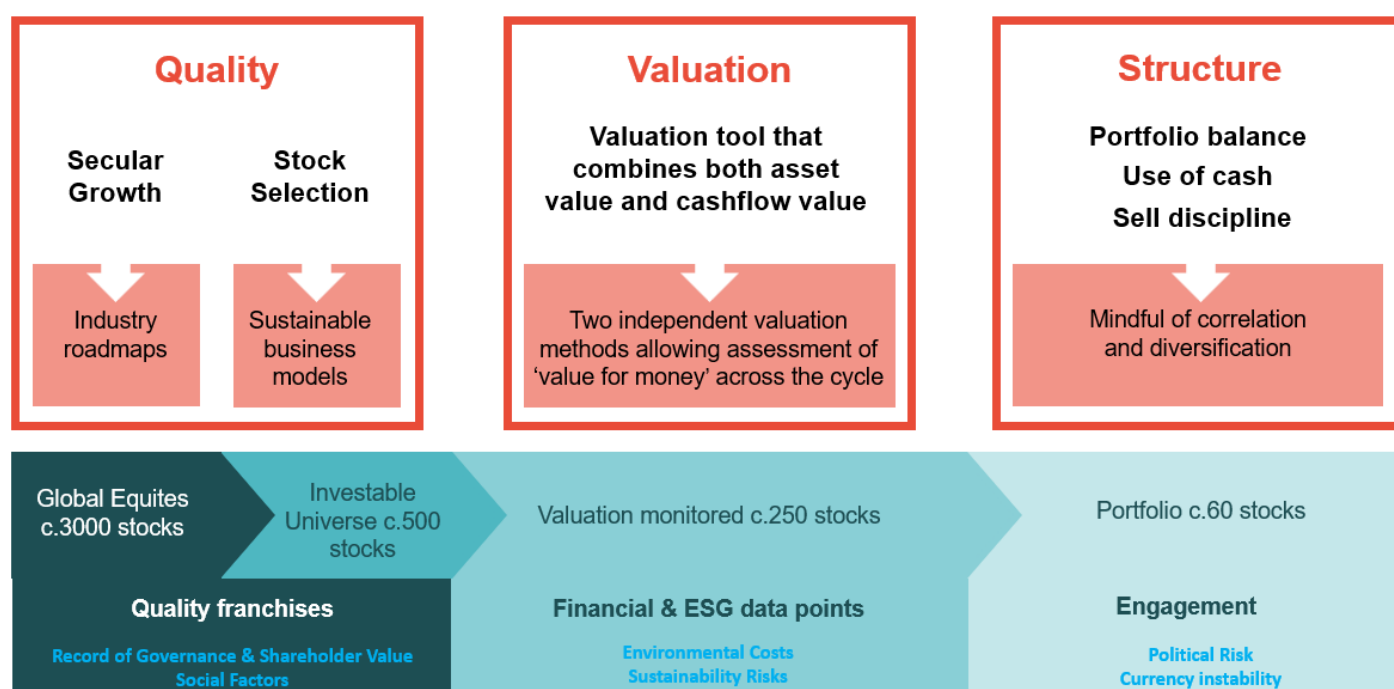 Quality
Secular
Growth
Stock
Selection
Industry
roadmaps
Sustainable
business
models
Valuation
Valuation tool that
combines both asset
value and cashflow value
Two independent valuation
methods allowing assessment of
‘value for money’ across the cycle
Structure
Portfolio balance
Use of cash
Sell discipline
Mindful of correlation
and diversification
Global Equites
c.3000 stocks
Investable
Universe c.500
stocks
Valuation monitored c.250 stocks
Portfolio c.60 stocks
Quality franchises
Record of Governance & Shareholder Value
Social Factors
Financial & ESG data points
Environmental Costs
Sustainability Risks
Engagement
Political Risk
Currency instability